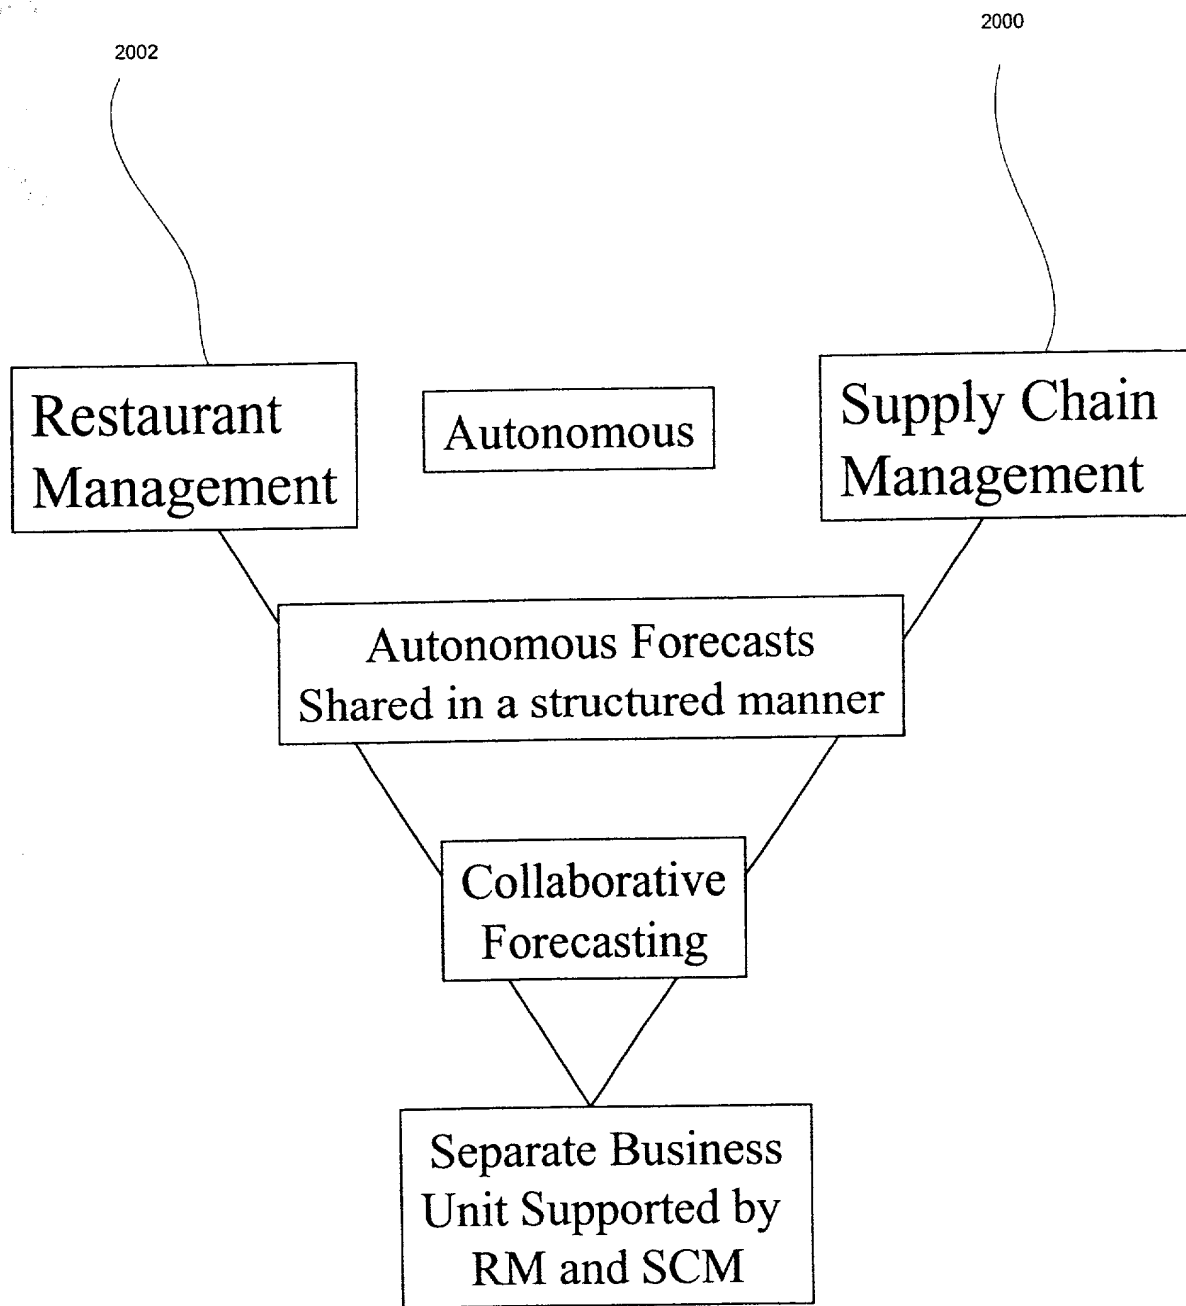 2002
2000
Restaurant
Management
Autonomous
Supply Chain
Management
Autonomous Forecasts
Shared in a structured manner
Collaborative
Forecasting
Separate Business
Unit Supported by
RM and SCM